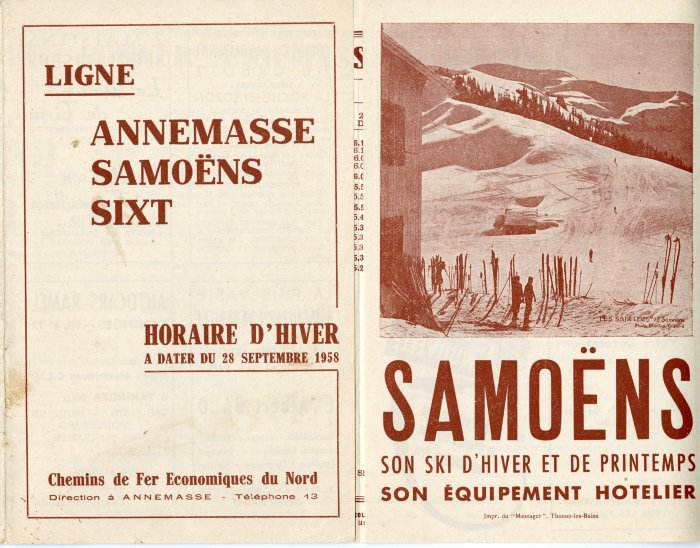 LIGNE
ANNEMASSE
SAMOËNS
SIXT
HORAIRE D'HIVER
A DATER DU 28 SEPTEMBRE 1958
Chemins de Fer Economiques du Nord
Direction à ANNEMASSE - Téléphone 13
SAMOËNS
SON SKI D'HIVER ET DE PRINTEMPS
SON ÉQUIPEMENT HOTELIER
Impr. du "Messager", Thonon-les-Bains